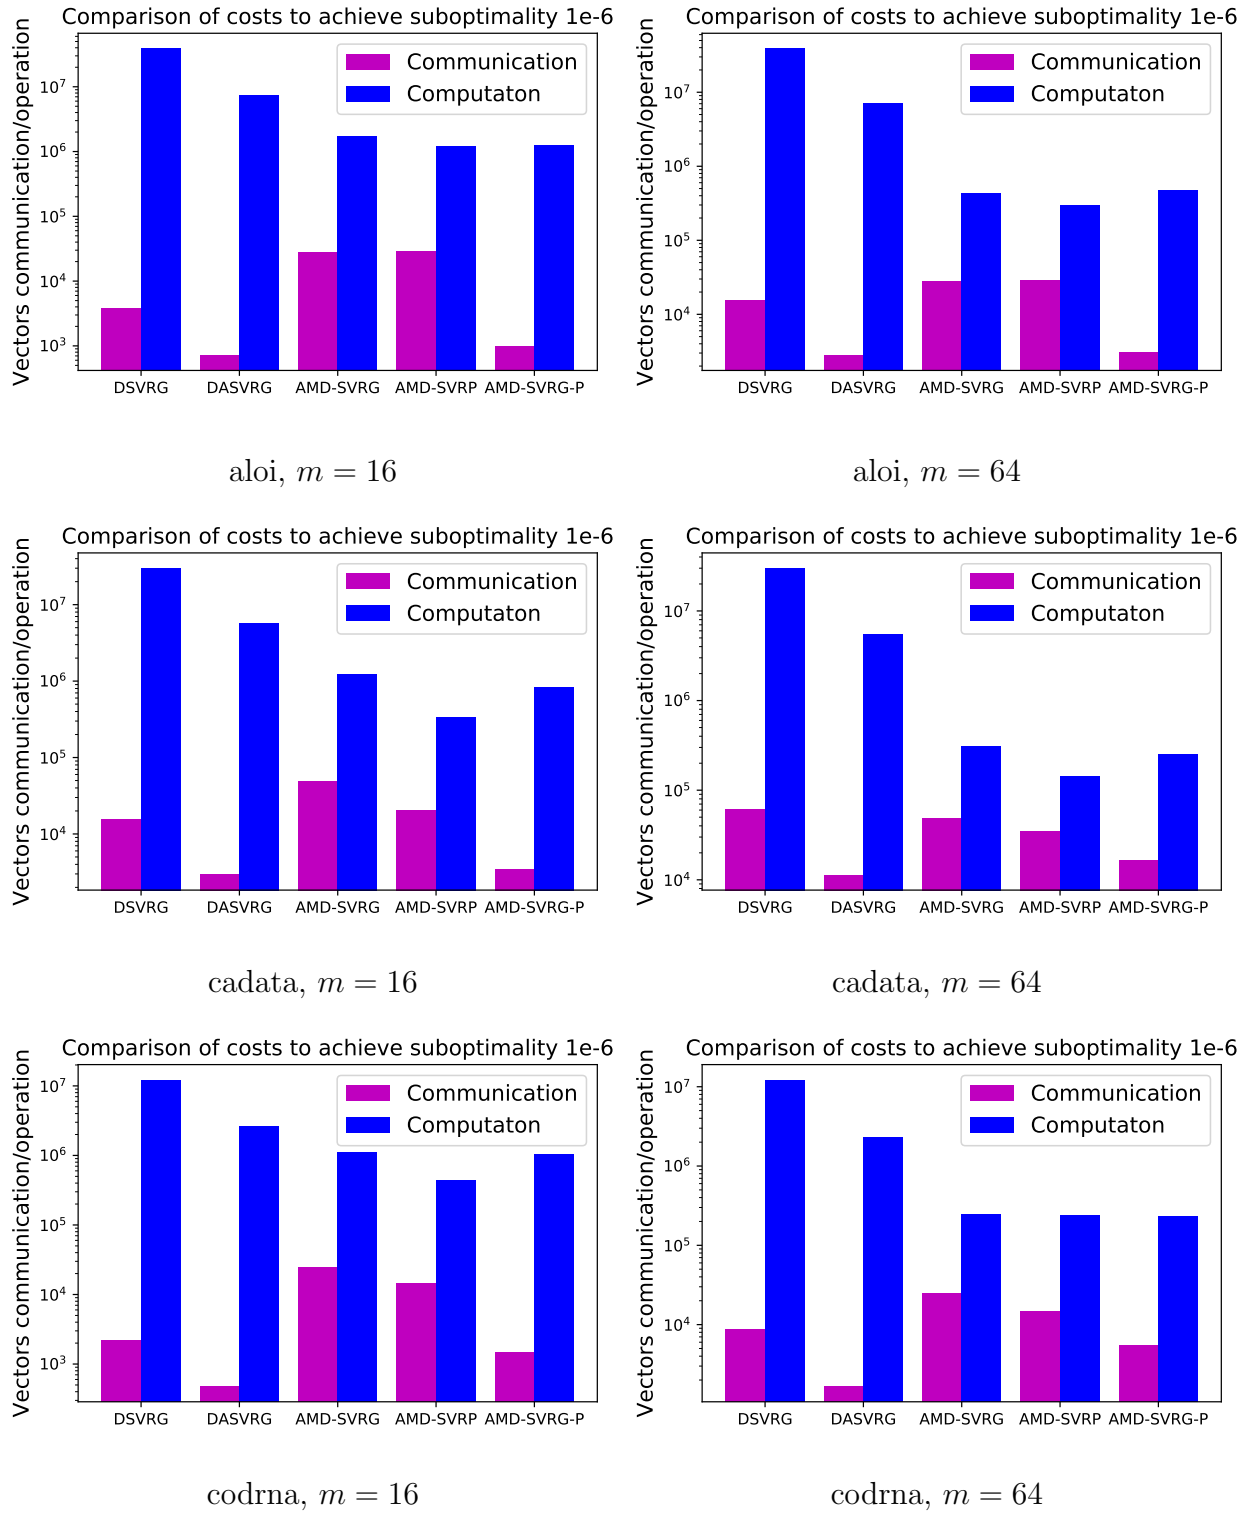 Comparison of costs to achieve suboptimality 1e-6
Vectors communication/operation
10^7
10^6
10^5
10^4
10^3
Communication
Computaton
DSVRG DASVRG AMD-SVRG AMD-SVRP AMD-SVRG-P
aloi, m = 16
Comparison of costs to achieve suboptimality 1e-6
Vectors communication/operation
10^7
10^6
10^5
10^4
Communication
Computaton
DSVRG DASVRG AMD-SVRG AMD-SVRP AMD-SVRG-P
aloi, m = 64
Comparison of costs to achieve suboptimality 1e-6
Vectors communication/operation
10^7
10^6
10^5
10^4
Communication
Computaton
DSVRG DASVRG AMD-SVRG AMD-SVRP AMD-SVRG-P
cadata, m = 16
Comparison of costs to achieve suboptimality 1e-6
Vectors communication/operation
10^7
10^6
10^5
10^4
Communication
Computaton
DSVRG DASVRG AMD-SVRG AMD-SVRP AMD-SVRG-P
cadata, m = 64
Comparison of costs to achieve suboptimality 1e-6
Vectors communication/operation
10^7
10^6
10^5
10^4
10^3
Communication
Computaton
DSVRG DASVRG AMD-SVRG AMD-SVRP AMD-SVRG-P
codrna, m = 16
Comparison of costs to achieve suboptimality 1e-6
Vectors communication/operation
10^7
10^6
10^5
10^4
Communication
Computaton
DSVRG DASVRG AMD-SVRG AMD-SVRP AMD-SVRG-P
codrna, m = 64